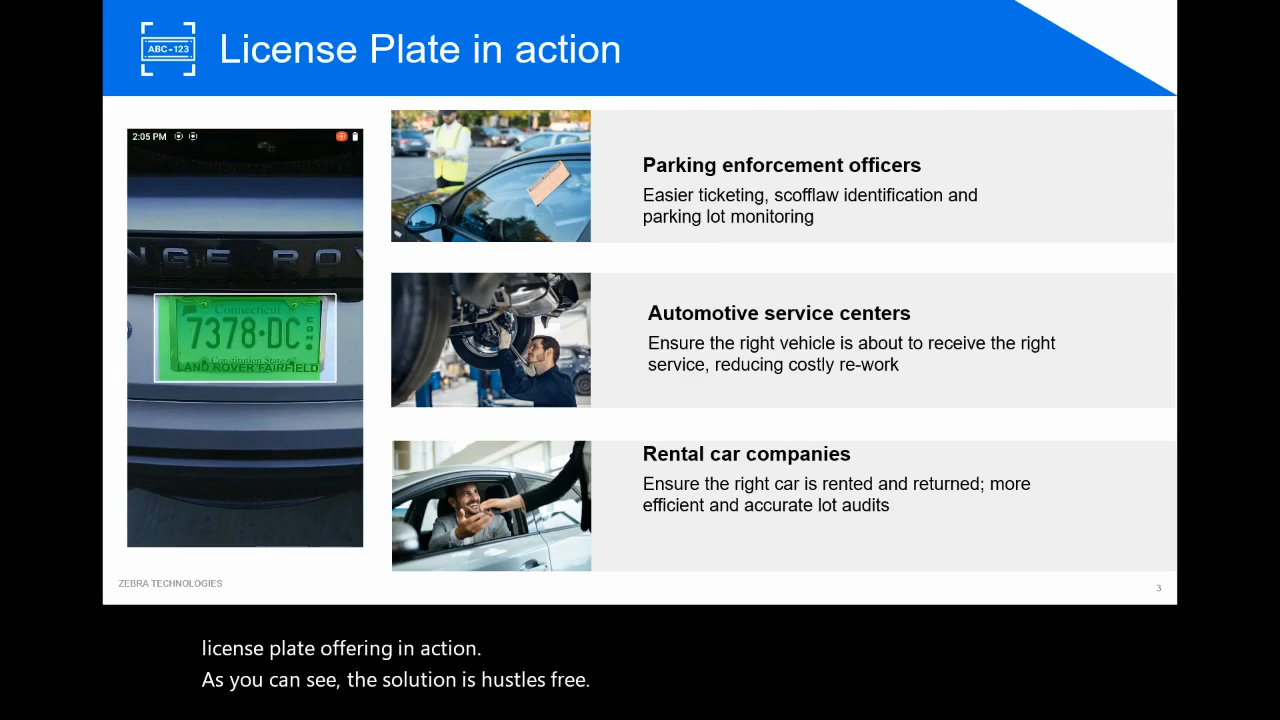 ABC-123
License Plate in action
2:05 PM
NGE ROV
Connecticut
7378·DC
Constitution State
LAND ROVER FAIRFIELD
Parking enforcement officers
Easier ticketing, scofflaw identification and
parking lot monitoring
Automotive service centers
Ensure the right vehicle is about to receive the right
service, reducing costly re-work
Rental car companies
Ensure the right car is rented and returned; more
efficient and accurate lot audits
ZEBRA TECHNOLOGIES
3
license plate offering in action.
As you can see, the solution is hustles free.